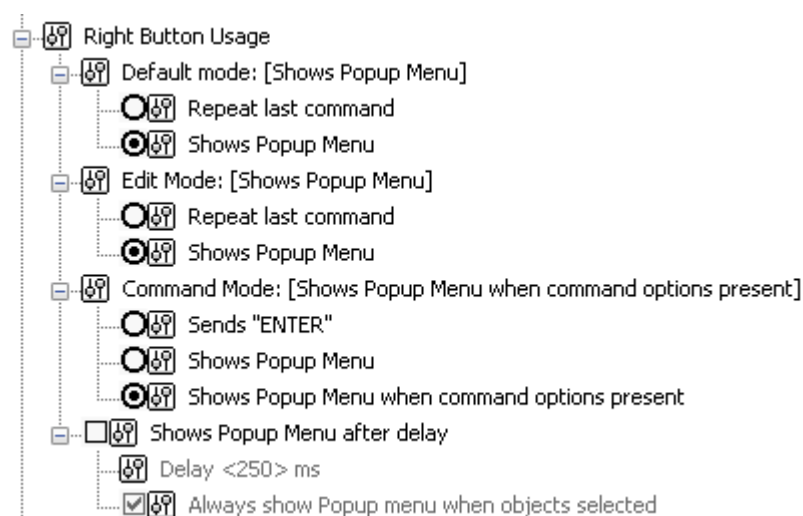 Right Button Usage
Default mode: [Shows Popup Menu]
Repeat last command
Shows Popup Menu
Edit Mode: [Shows Popup Menu]
Repeat last command
Shows Popup Menu
Command Mode: [Shows Popup Menu when command options present]
Sends "ENTER"
Shows Popup Menu
Shows Popup Menu when command options present
Shows Popup Menu after delay
Delay <250> ms
Always show Popup menu when objects selected